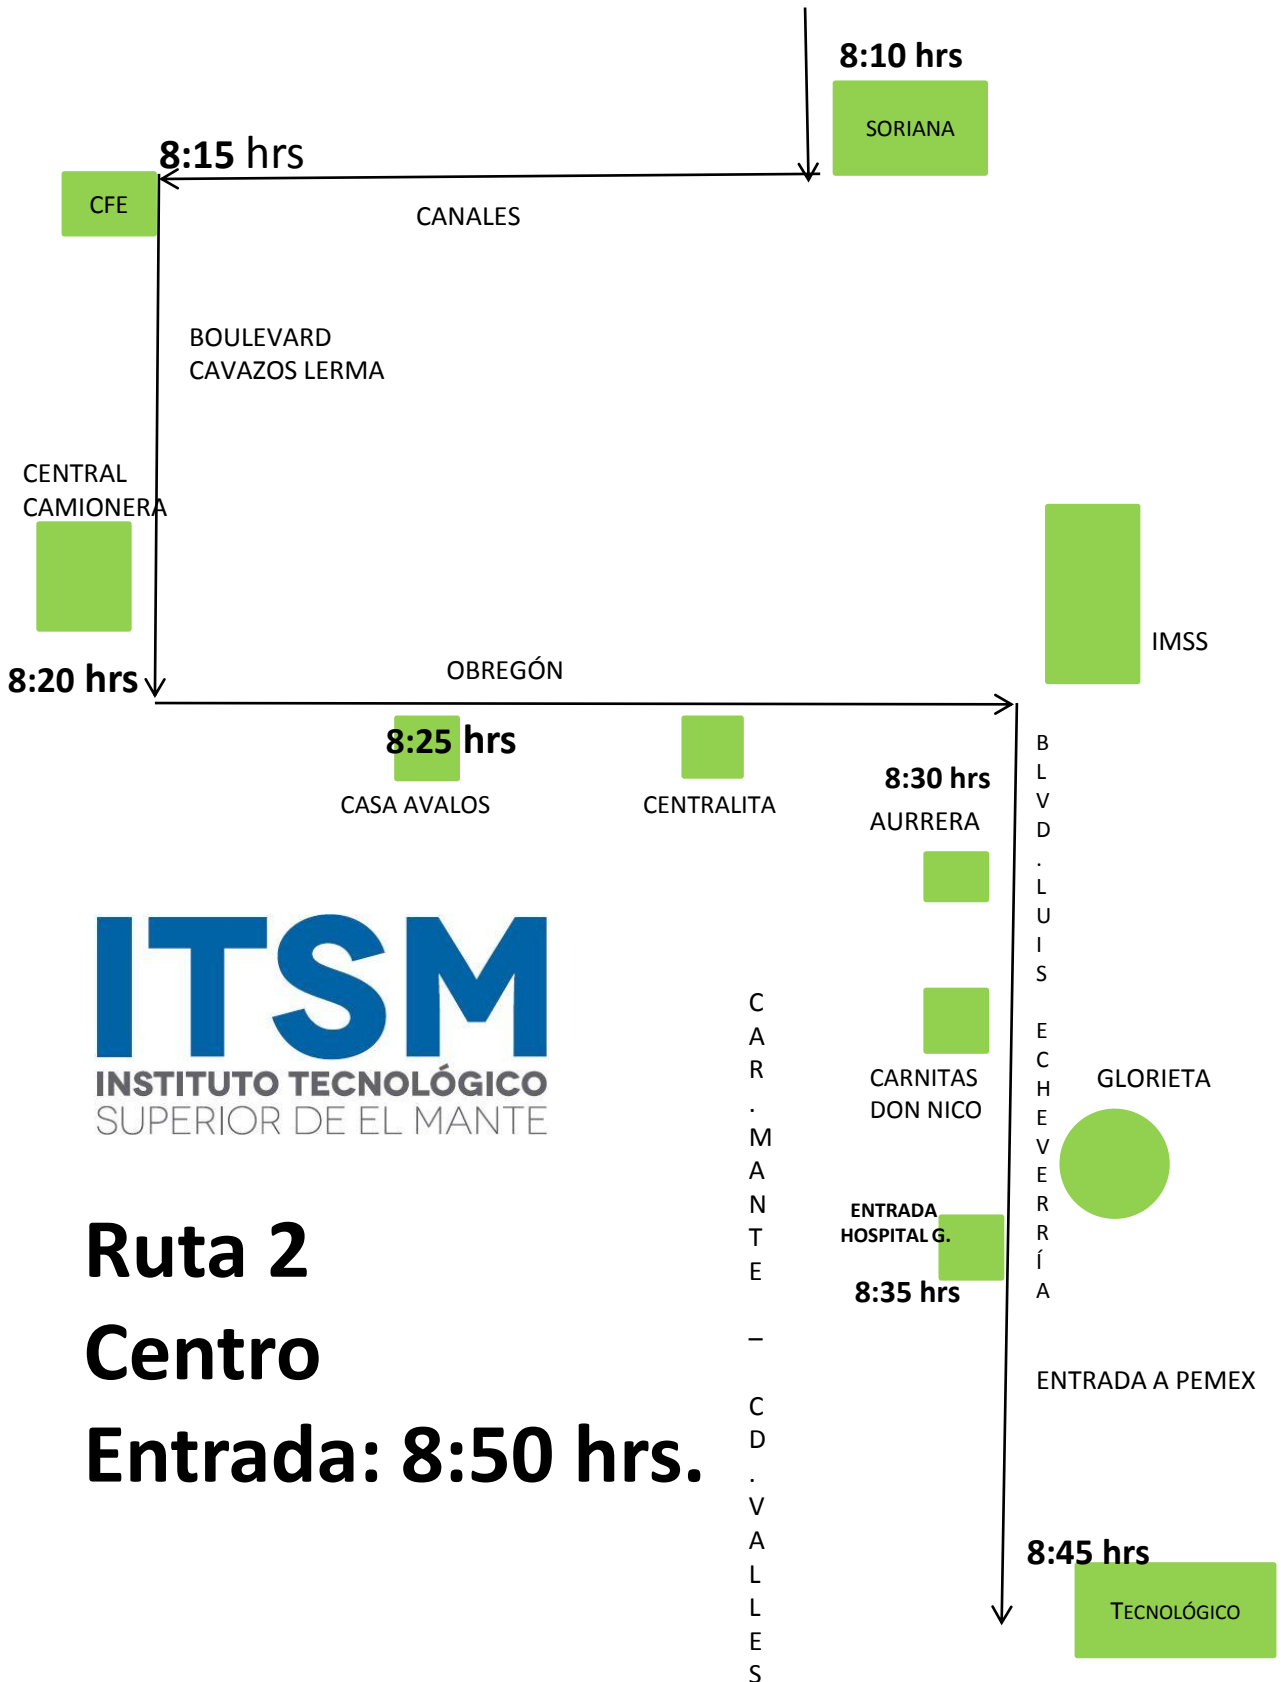 8:10 hrs
SORIANA
8:15 hrs
CFE
CANALES
BOULEVARD
CAVAZOS LERMA
CENTRAL
CAMIONERA
IMSS
OBREGÓN
8:20 hrs
8:25 hrs
CASA AVALOS
CENTRALITA
8:30 hrs
AURRERA
BLVD.LUIS ECHEVERRÍA
ITSM
INSTITUTO TECNOLÓGICO
SUPERIOR DE EL MANTE
CAR.MANTE – CD.VALLES
CARNITAS
DON NICO
GLORIETA
ENTRADA
HOSPITAL G.
8:35 hrs
Ruta 2
Centro
Entrada: 8:50 hrs.
ENTRADA A PEMEX
8:45 hrs
TECNOLÓGICO